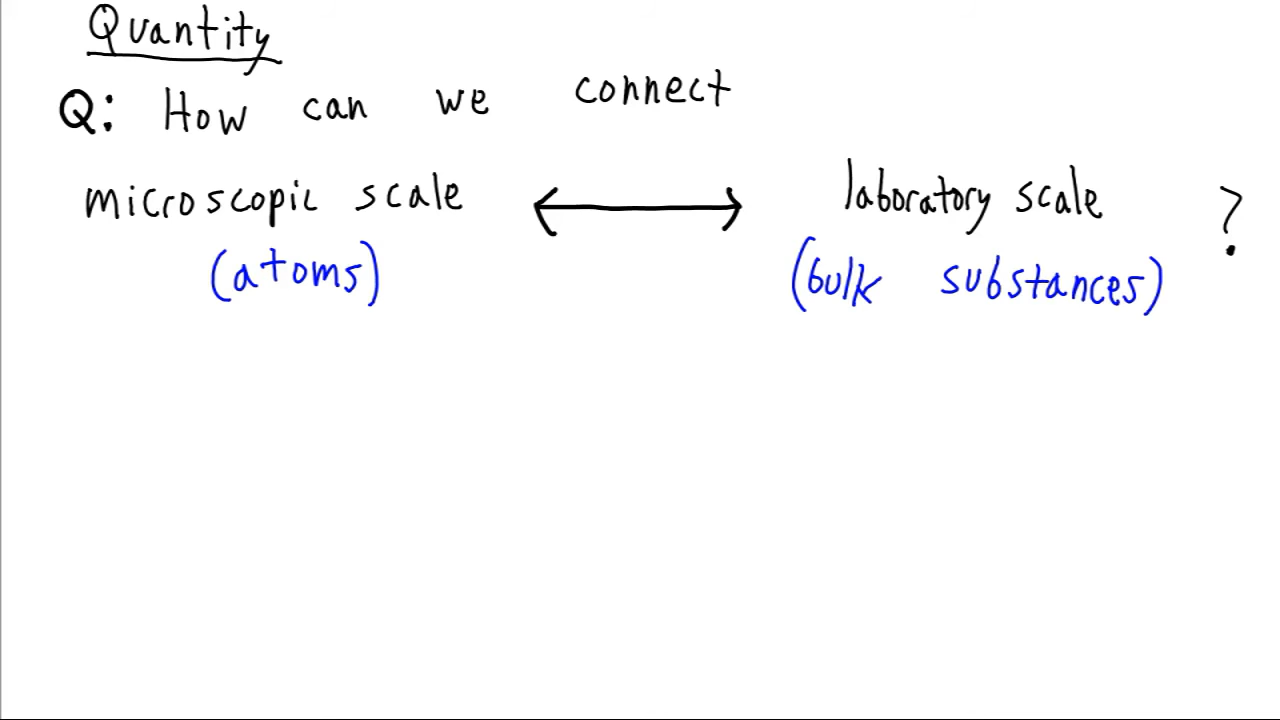 Quantity
Q: How can we connect
microscopic scale ⟷ laboratory scale ?
(atoms) (bulk substances)